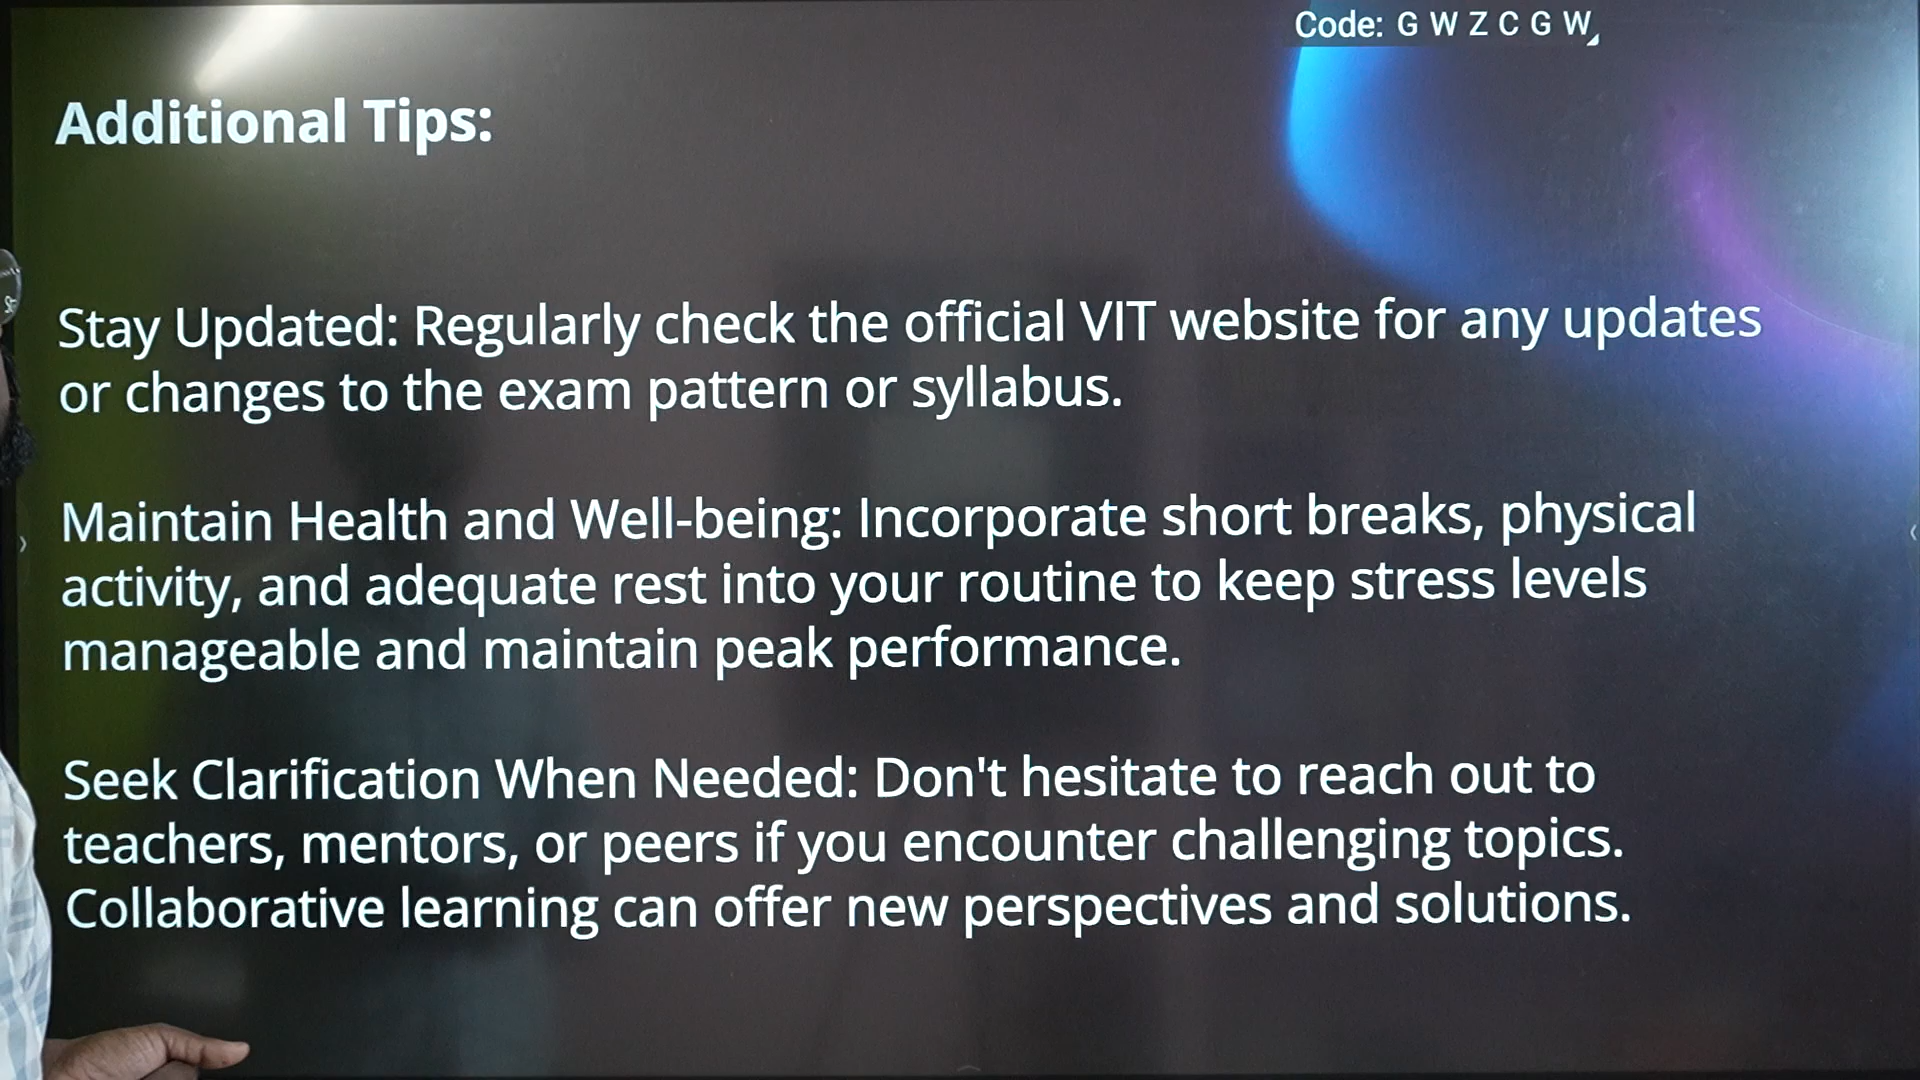 Code: G W Z C G W
Additional Tips:
Stay Updated: Regularly check the official VIT website for any updates
or changes to the exam pattern or syllabus.
Maintain Health and Well-being: Incorporate short breaks, physical
activity, and adequate rest into your routine to keep stress levels
manageable and maintain peak performance.
Seek Clarification When Needed: Don't hesitate to reach out to
teachers, mentors, or peers if you encounter challenging topics.
Collaborative learning can offer new perspectives and solutions.